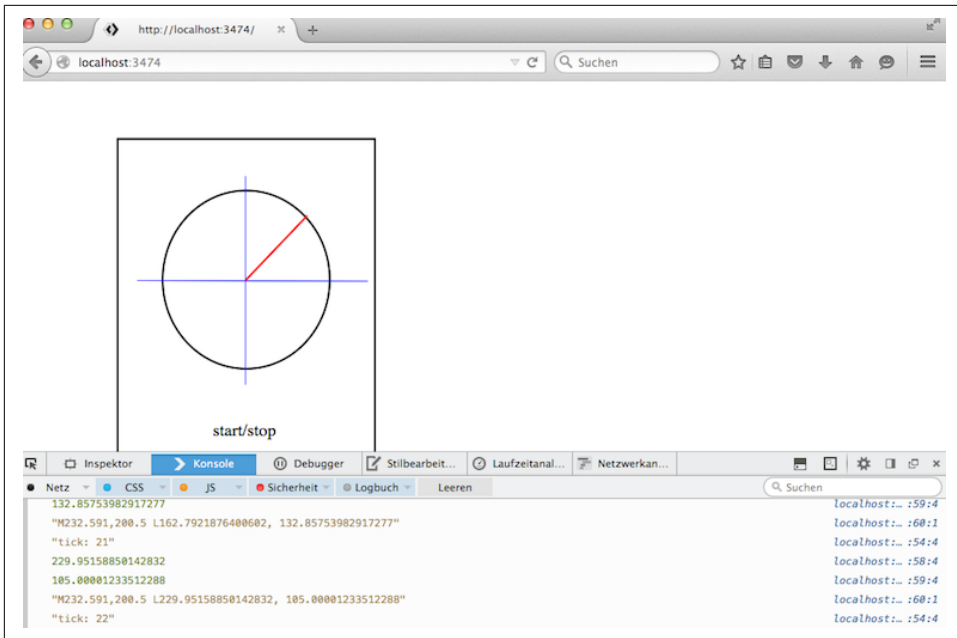 http://localhost:3474/
localhost:3474
Suchen
start/stop
Inspektor Konsole Debugger Stilbearbeit... Laufzeitanal... Netzwerkan...
Netz CSS JS Sicherheit Logbuch Leeren Suchen
132.85753982917277 localhost:… :59:4
"M232.591,200.5 L162.7921876400602, 132.85753982917277" localhost:… :60:1
"tick: 21" localhost:… :54:4
229.95158850142832 localhost:… :58:4
105.00001233512288 localhost:… :59:4
"M232.591,200.5 L229.95158850142832, 105.00001233512288" localhost:… :60:1
"tick: 22" localhost:… :54:4